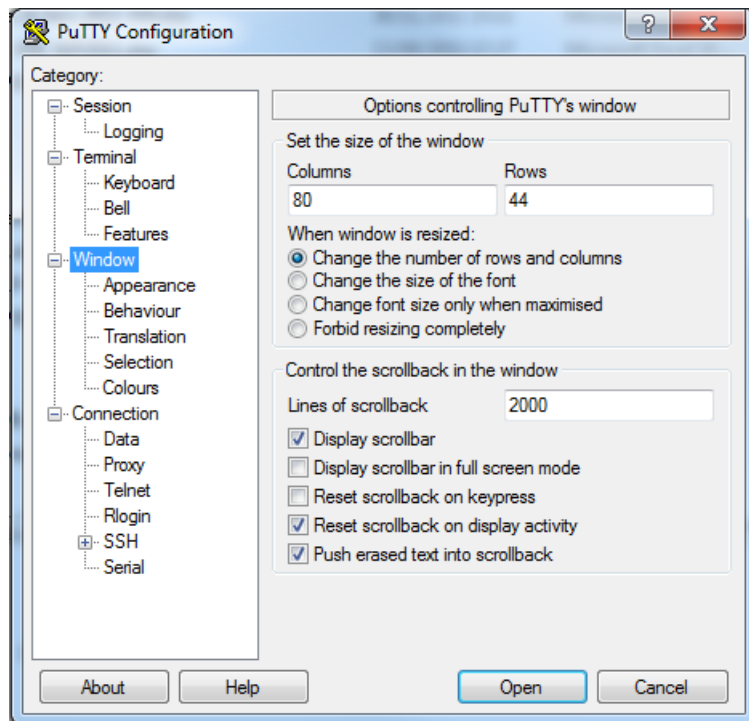 PuTTY Configuration
Category:
Session
Logging
Terminal
Keyboard
Bell
Features
Window
Appearance
Behaviour
Translation
Selection
Colours
Connection
Data
Proxy
Telnet
Rlogin
SSH
Serial
Options controlling PuTTY's window
Set the size of the window
Columns Rows
80 44
When window is resized:
Change the number of rows and columns
Change the size of the font
Change font size only when maximised
Forbid resizing completely
Control the scrollback in the window
Lines of scrollback 2000
Display scrollbar
Display scrollbar in full screen mode
Reset scrollback on keypress
Reset scrollback on display activity
Push erased text into scrollback
About Help Open Cancel